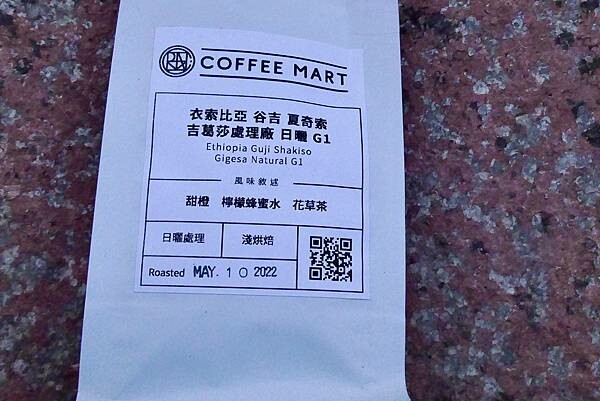 COFFEE MART
衣索比亞 谷吉 夏奇索
吉葛莎處理廠 日曬 G1
Ethiopia Guji Shakiso
Gigesa Natural G1
風味敘述
甜橙 檸檬蜂蜜水 花草茶
日曬處理 淺烘焙
Roasted MAY. 10 2022